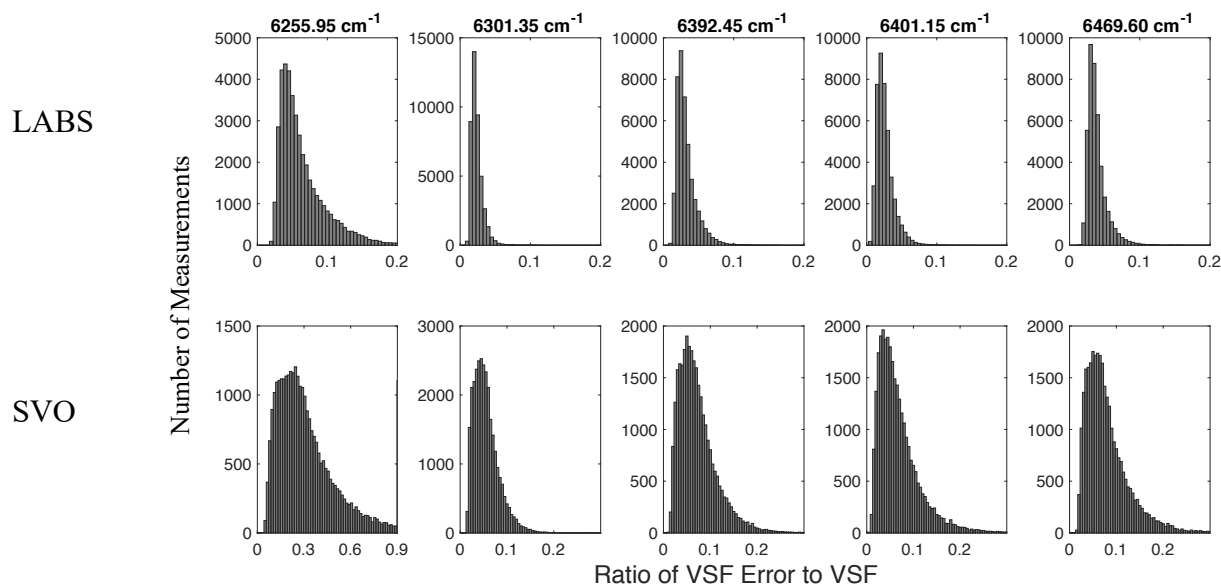 6255.95 cm-1 6301.35 cm-1 6392.45 cm-1 6401.15 cm-1 6469.60 cm-1
LABS
SVO
Number of Measurements
5000 4000 3000 2000 1000 0
0 0.1 0.2
15000 10000 5000 0
0 0.1 0.2
10000 8000 6000 4000 2000 0
0 0.1 0.2
10000 8000 6000 4000 2000 0
0 0.1 0.2
10000 8000 6000 4000 2000 0
0 0.1 0.2
1500 1000 500 0
0 0.3 0.6 0.9
3000 2000 1000 0
0 0.1 0.2
2000 1500 1000 500 0
0 0.1 0.2
2000 1500 1000 500 0
0 0.1 0.2
2000 1500 1000 500 0
0 0.1 0.2
Ratio of VSF Error to VSF